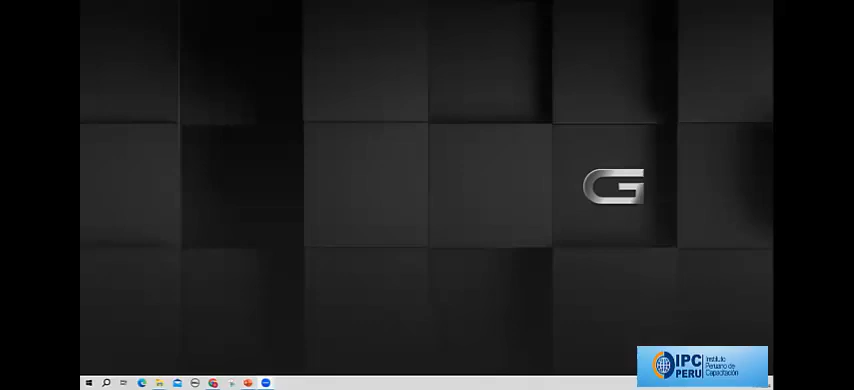 G
IPC
PERU
Instituto
Peruano de
Capacitación